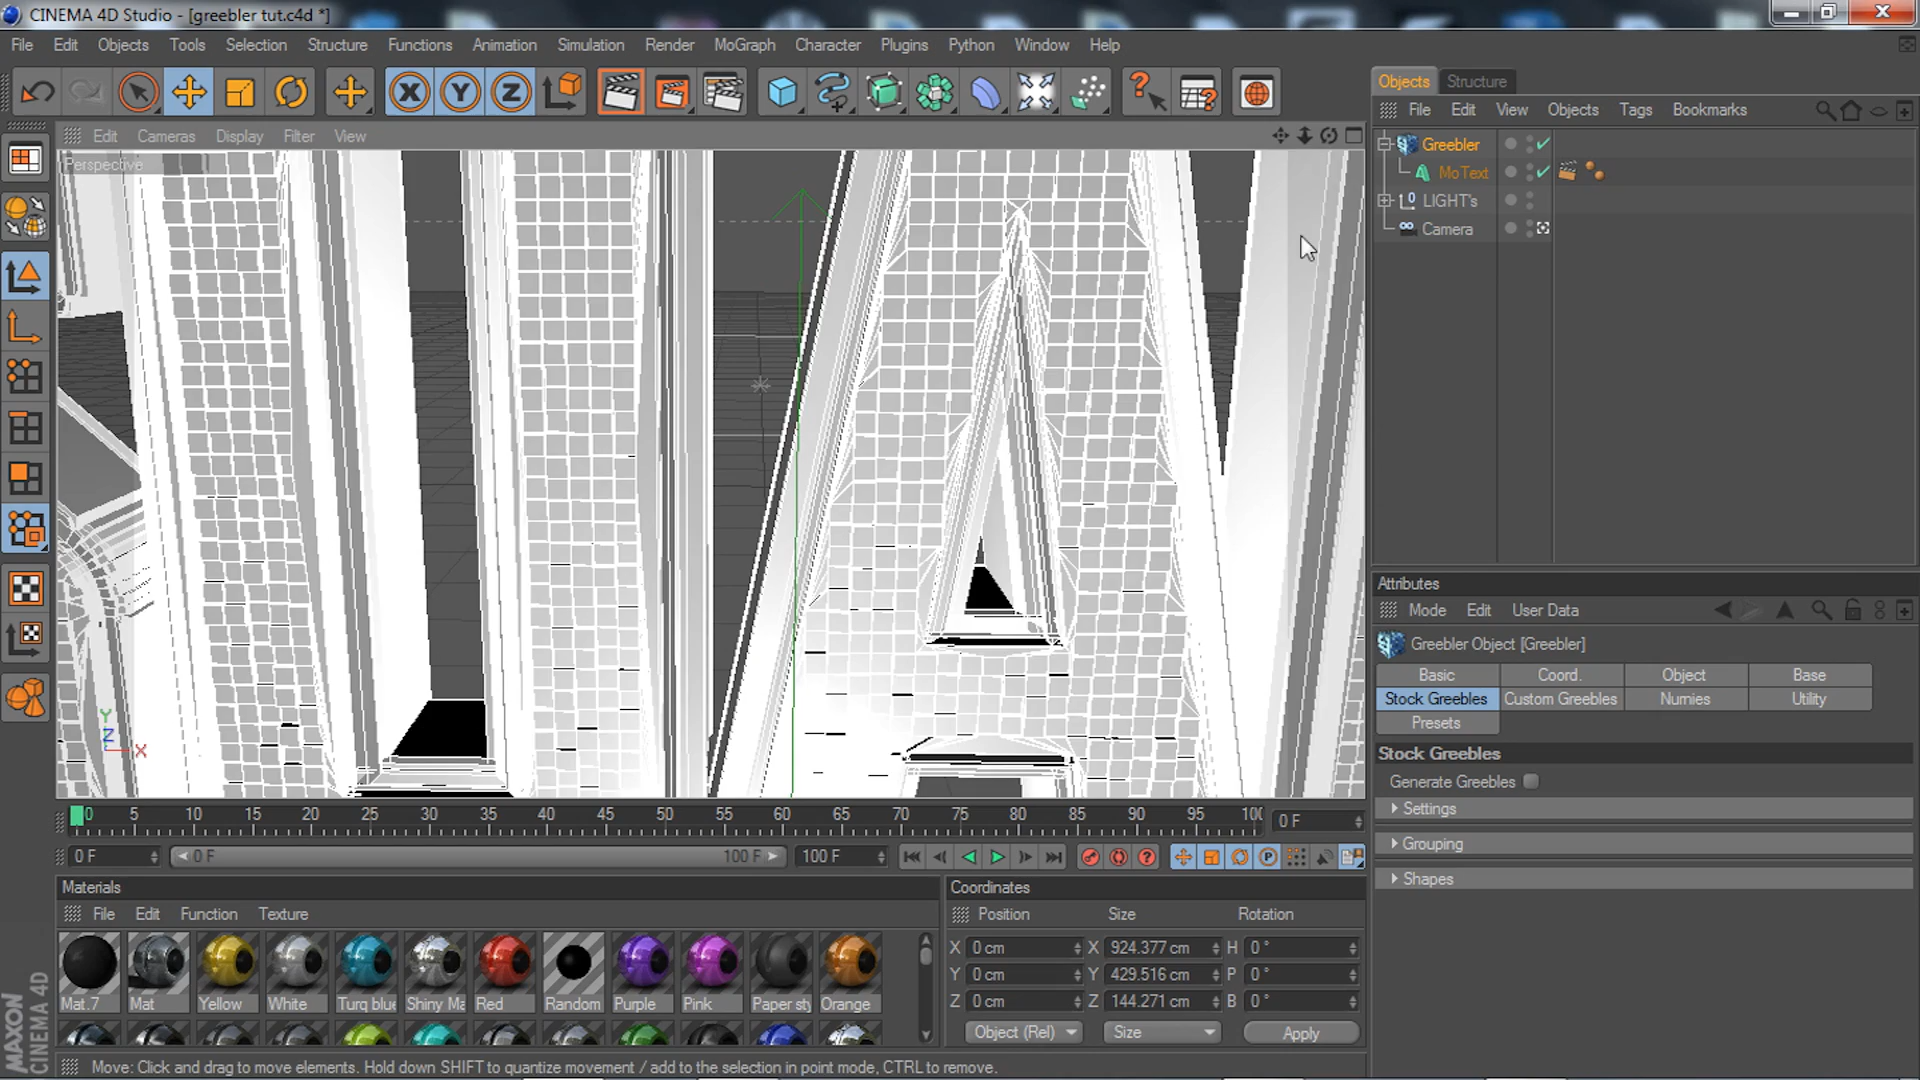 CINEMA 4D Studio - [greebler tut.c4d *]
File Edit Objects Tools Selection Structure Functions Animation Simulation Render MoGraph Character Plugins Python Window Help
Objects Structure
File Edit View Objects Tags Bookmarks
Edit Cameras Display Filter View
Perspective
Greebler
MoText
LIGHT's
Camera
Attributes
Mode Edit User Data
Greebler Object [Greebler]
Basic Coord. Object Base
Stock Greebles Custom Greebles Nurnies Utility
Presets
Stock Greebles
Generate Greebles
Settings
Grouping
Shapes
X Y Z
Y
Z
X
0 5 10 15 20 25 30 35 40 45 50 55 60 65 70 75 80 85 90 95 100 0 F
0 F 0 F 100 F 100 F
Materials
File Edit Function Texture
Mat.7 Mat Yellow White Turq blue Shiny Ma Red Random Purple Pink Paper sty Orange
Coordinates
Position Size Rotation
X 0 cm X 924.377 cm H 0 °
Y 0 cm Y 429.516 cm P 0 °
Z 0 cm Z 144.271 cm B 0 °
Object (Rel) Size Apply
MAXON
CINEMA 4D
Move: Click and drag to move elements. Hold down SHIFT to quantize movement / add to the selection in point mode, CTRL to remove.